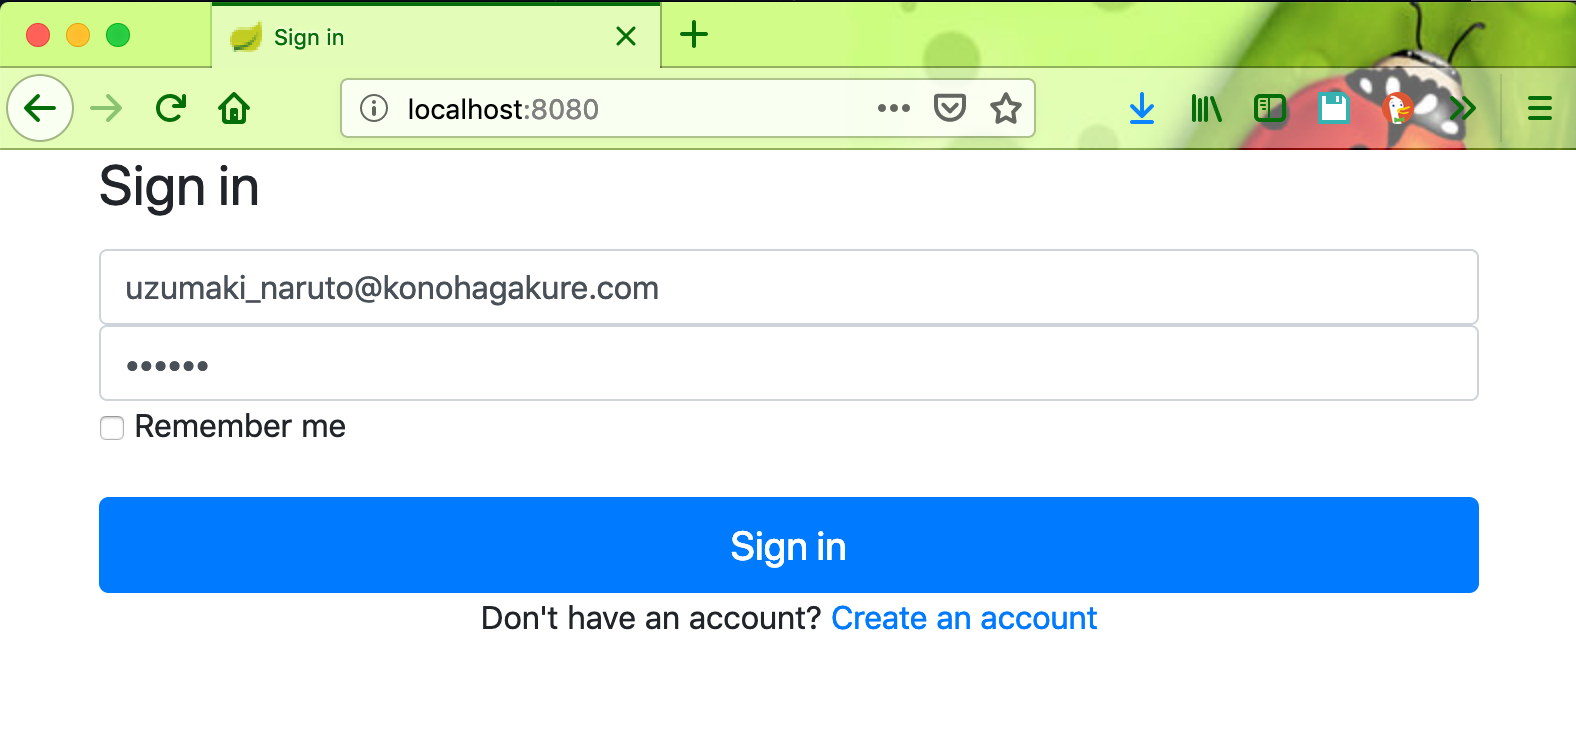 Sign in
localhost:8080
Sign in
uzumaki_naruto@konohagakure.com
••••••
Remember me
Sign in
Don't have an account? Create an account